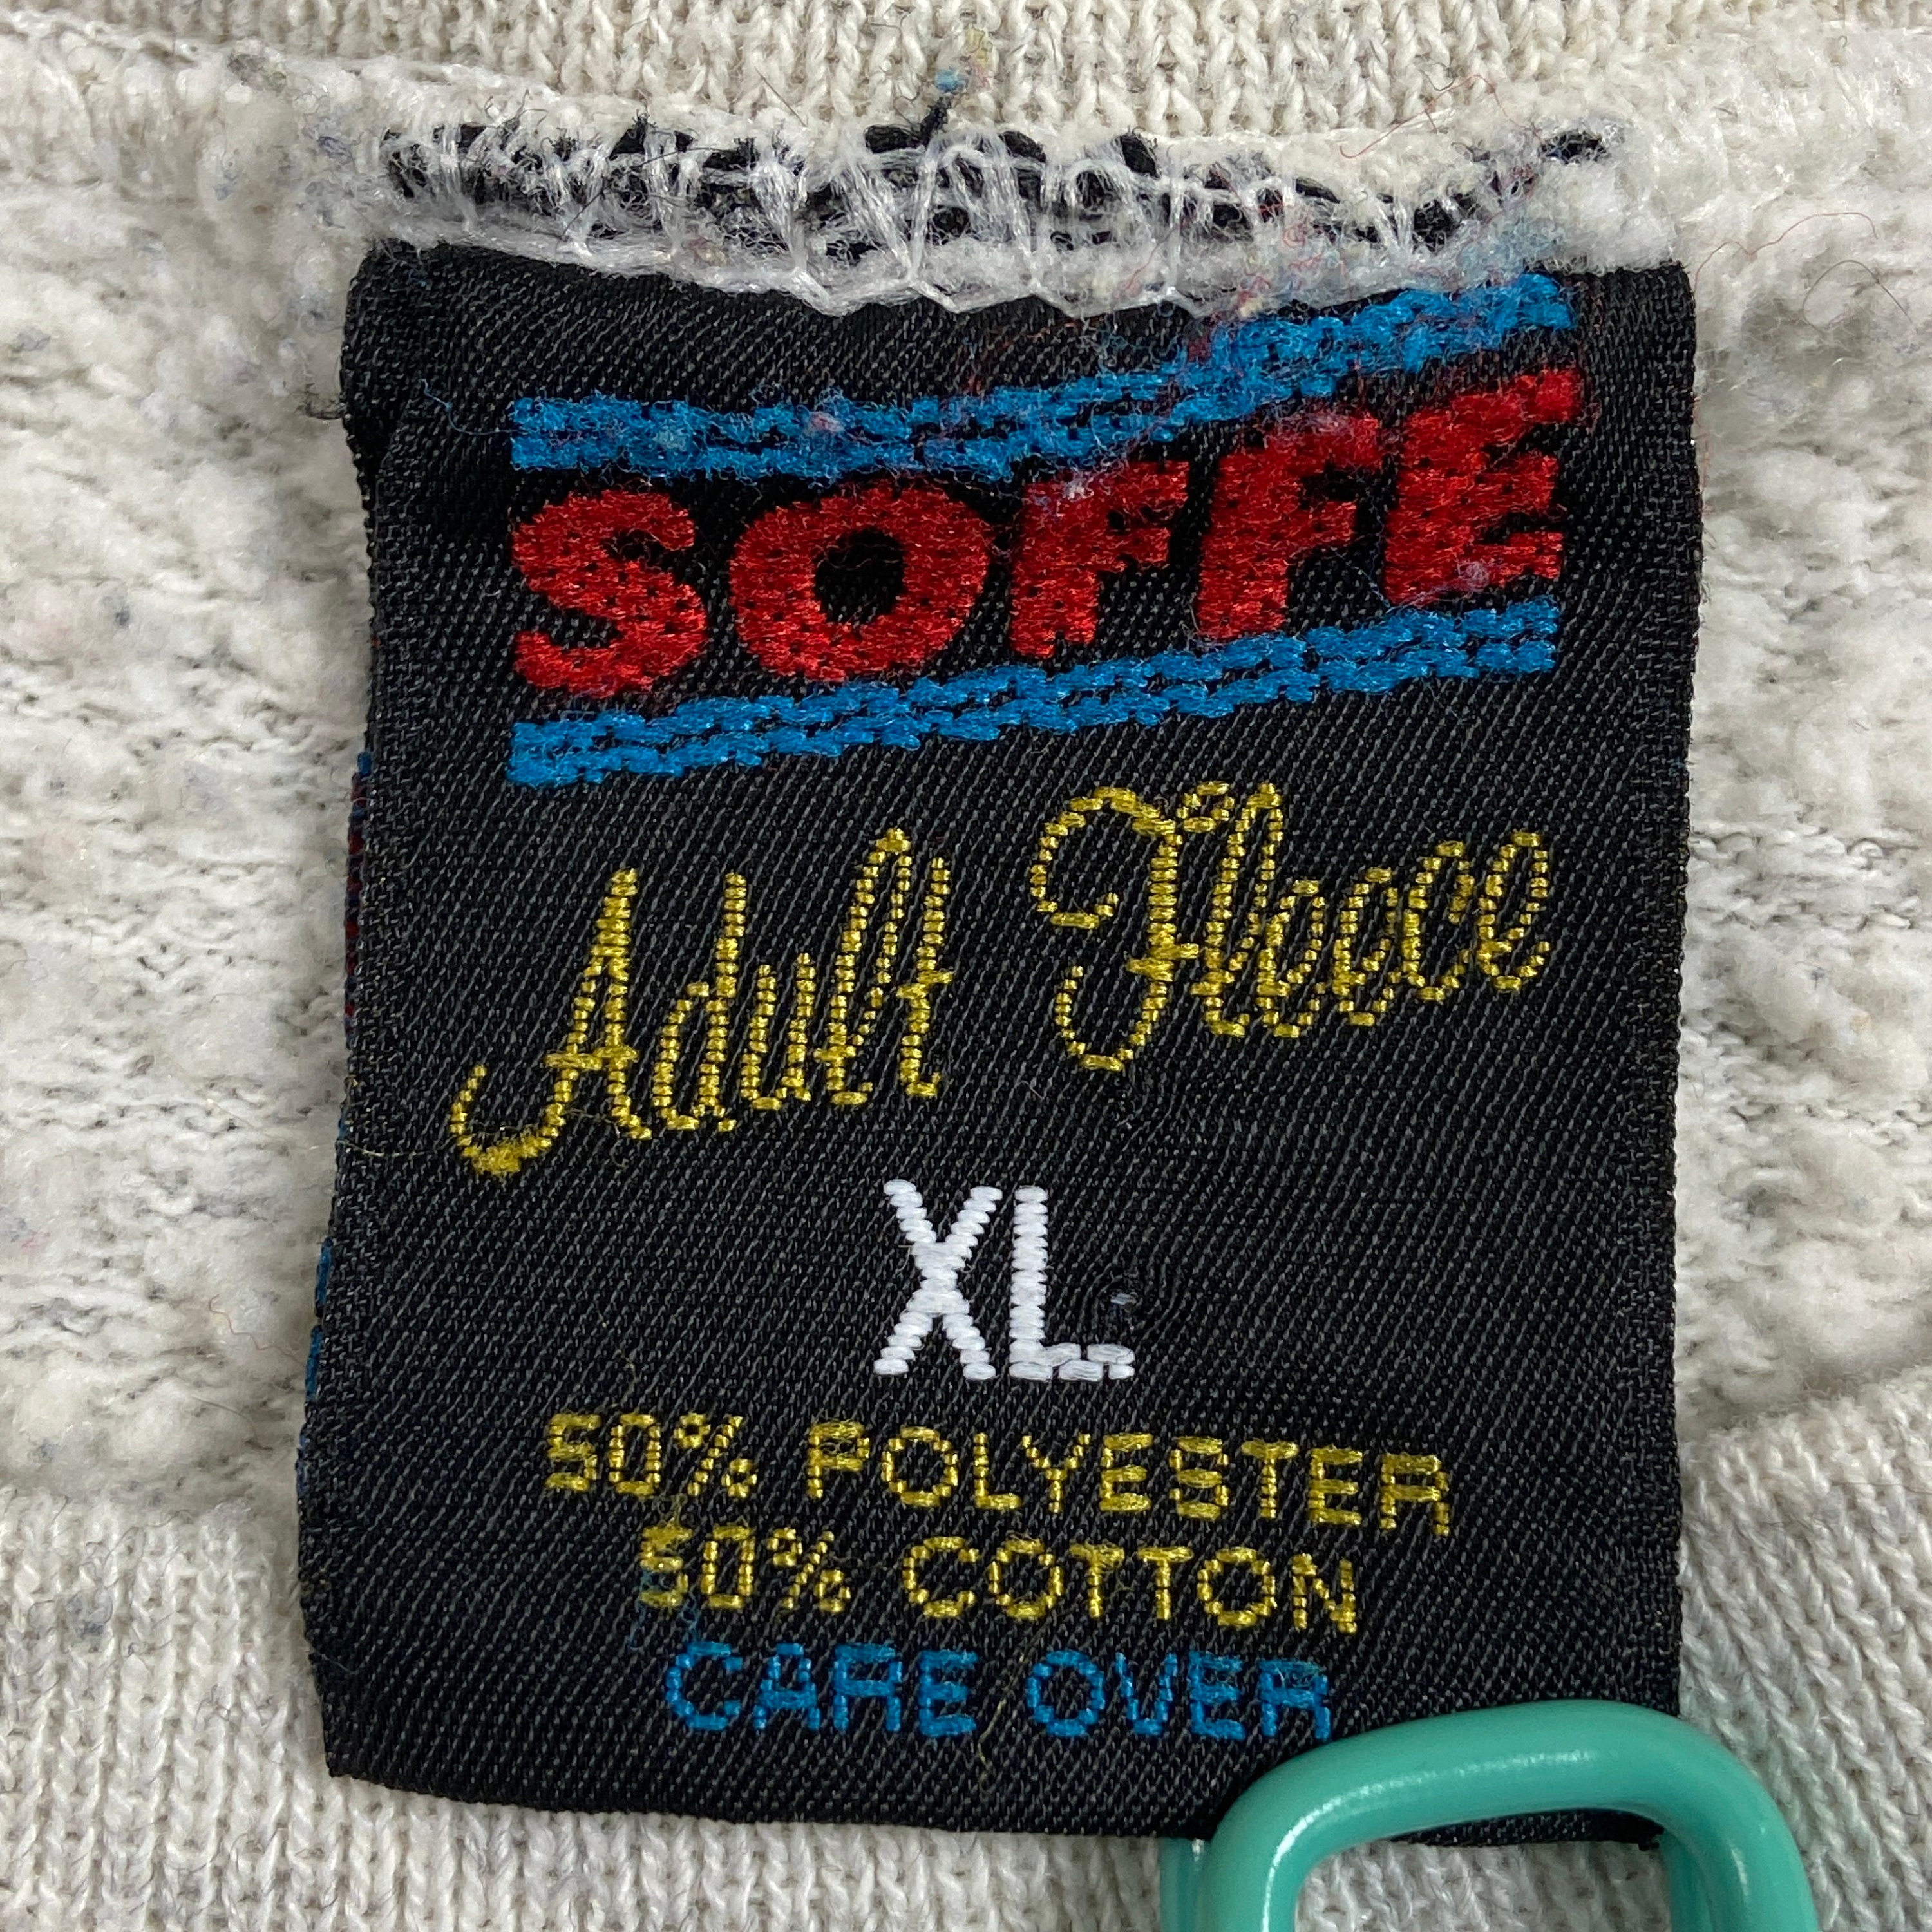 SOFFE
Adult Fleece
XL
50% POLYESTER
50% COTTON
CARE OVER